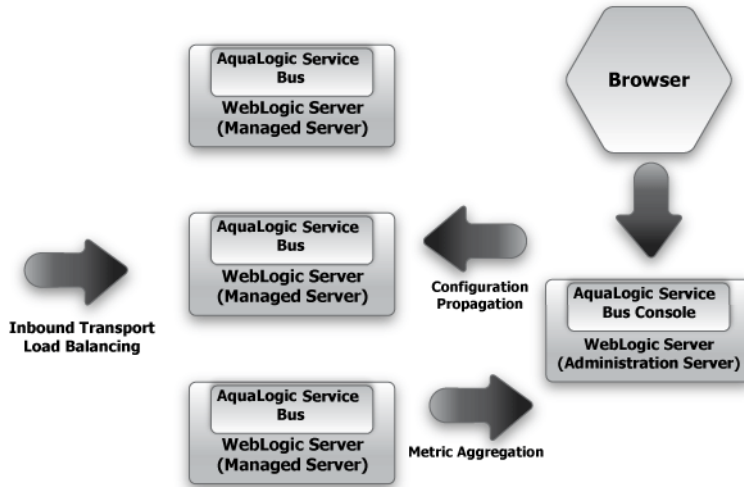 AquaLogic Service
Bus
WebLogic Server
(Managed Server)
Browser
AquaLogic Service
Bus
WebLogic Server
(Managed Server)
Inbound Transport
Load Balancing
Configuration
Propagation
AquaLogic Service
Bus Console
WebLogic Server
(Administration Server)
AquaLogic Service
Bus
WebLogic Server
(Managed Server)
Metric Aggregation